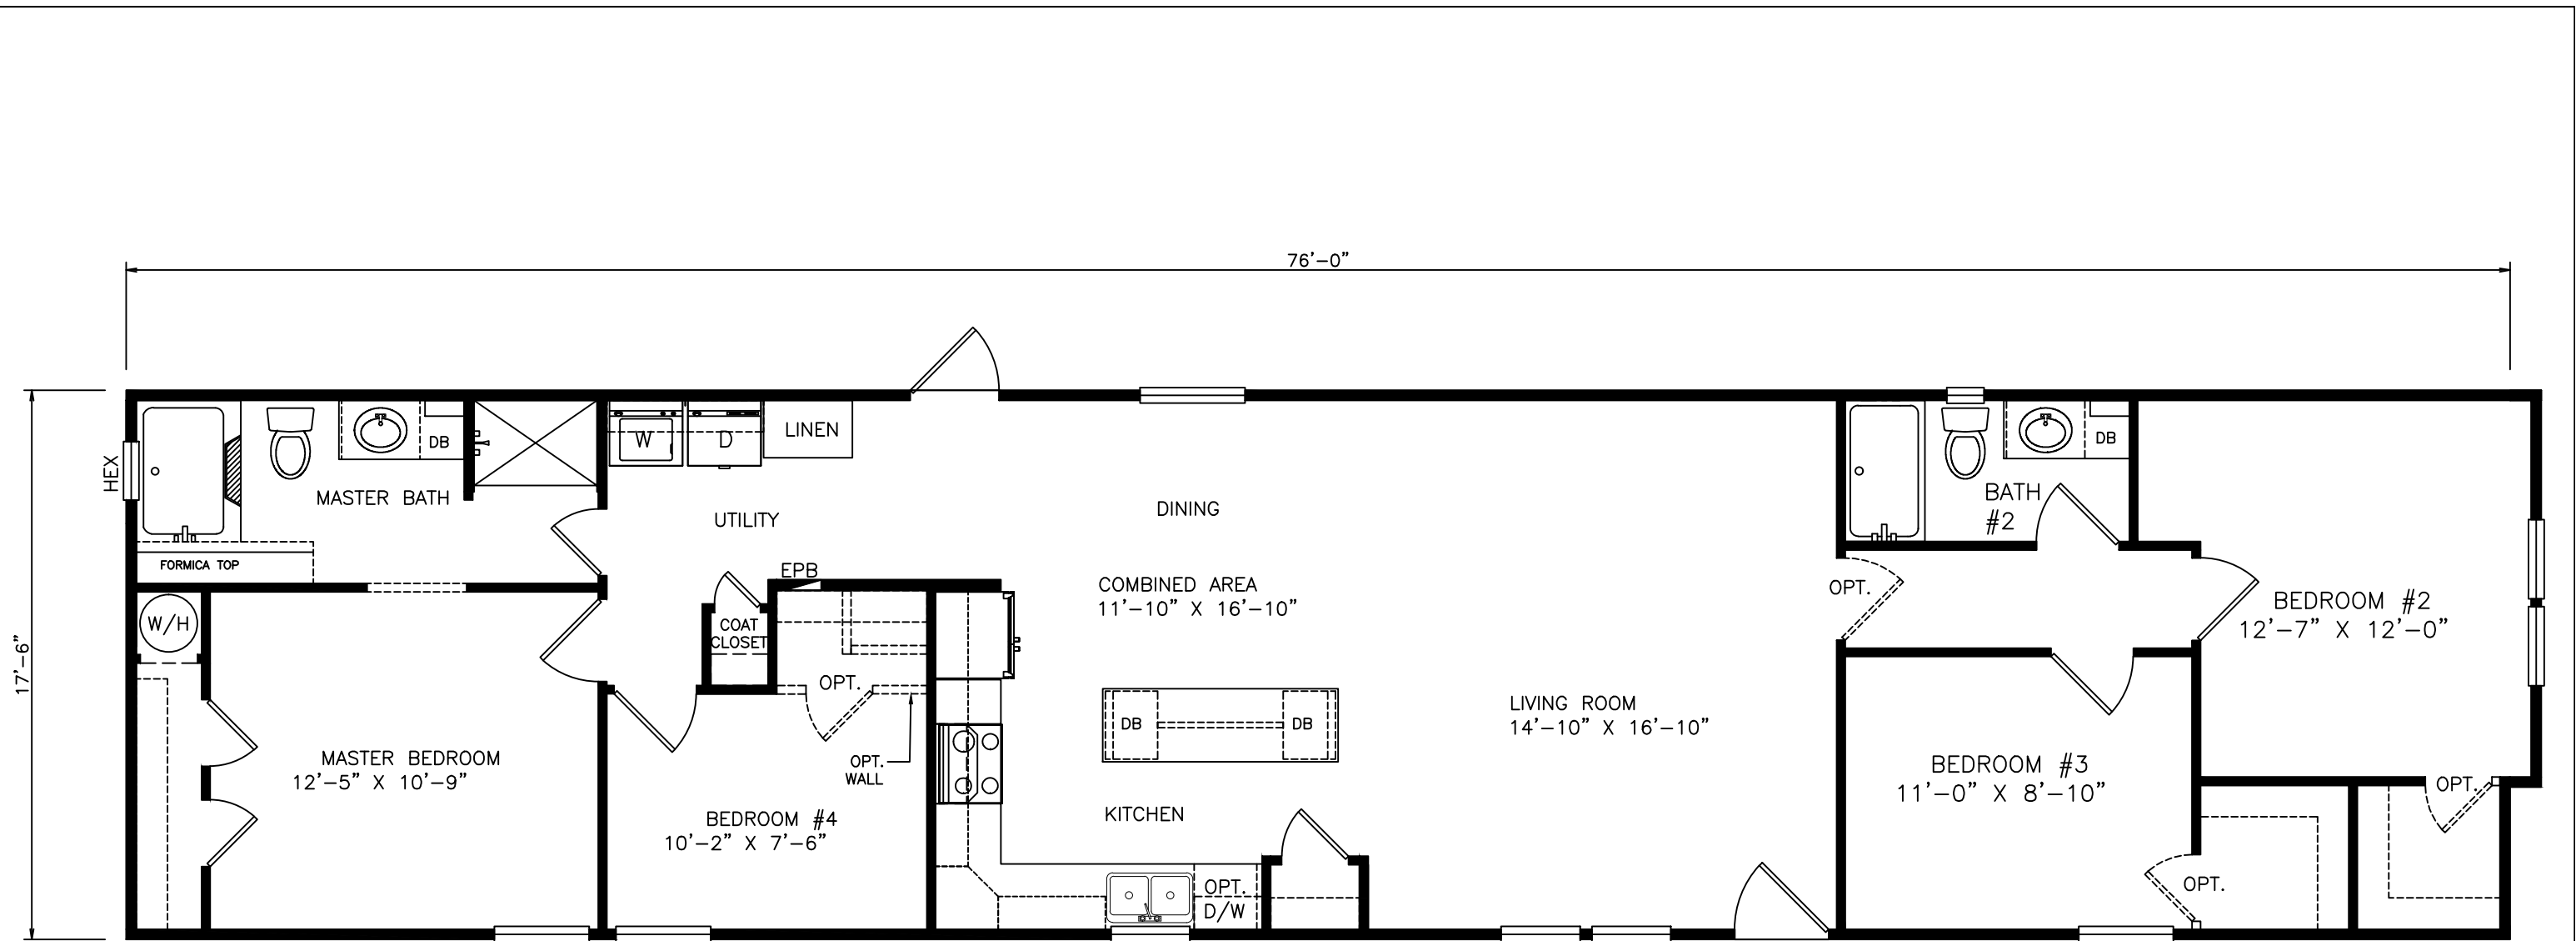 76'-0"
17'-6"
HEX
DB
MASTER BATH
FORMICA TOP
W
D
LINEN
UTILITY
EPB
W/H
COAT
CLOSET
MASTER BEDROOM
12'-5" X 10'-9"
OPT.
OPT.
WALL
BEDROOM #4
10'-2" X 7'-6"
DINING
COMBINED AREA
11'-10" X 16'-10"
DB
DB
KITCHEN
OPT.
D/W
LIVING ROOM
14'-10" X 16'-10"
DB
BATH
#2
OPT.
BEDROOM #2
12'-7" X 12'-0"
BEDROOM #3
11'-0" X 8'-10"
OPT.
OPT.